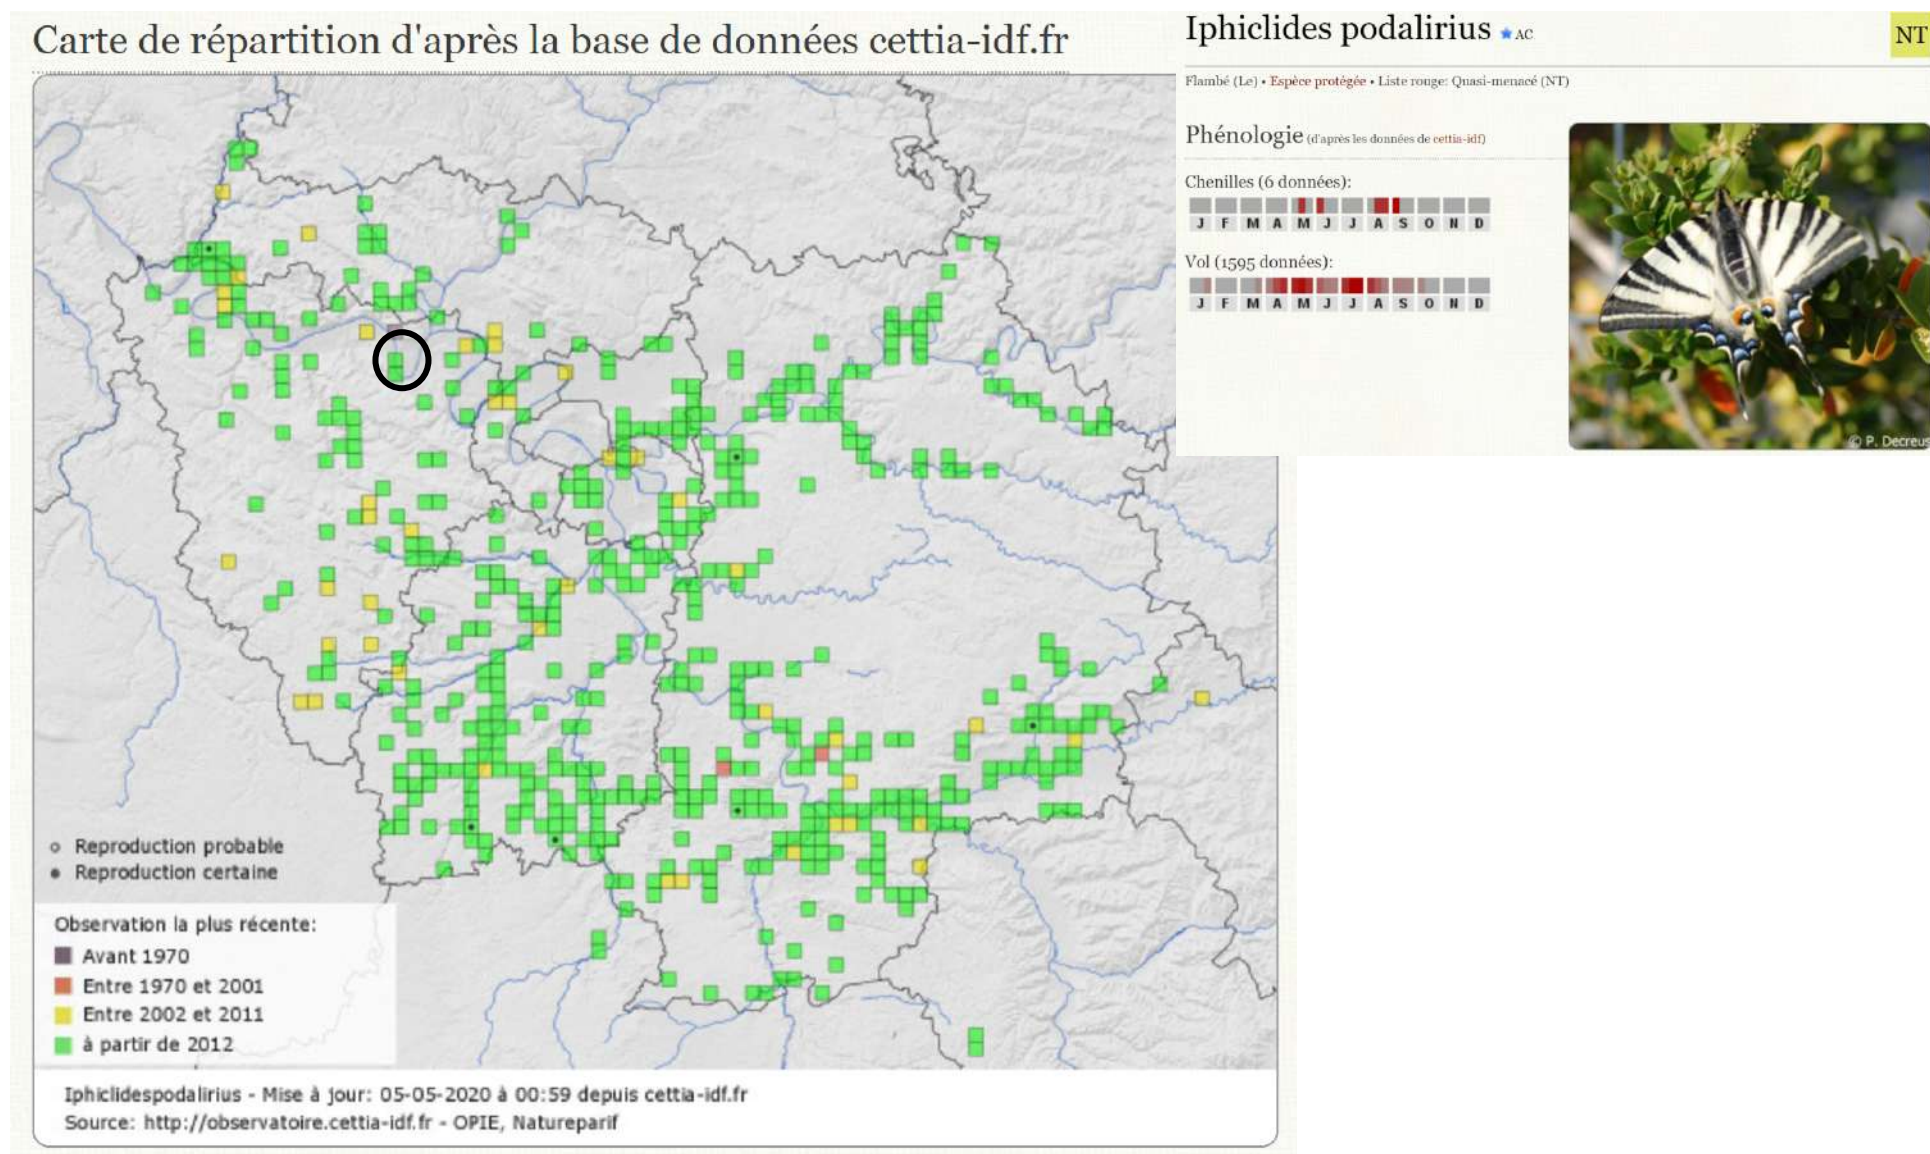 Carte de répartition d'après la base de données cettia-idf.fr
Reproduction probable
Reproduction certaine
Observation la plus récente:
Avant 1970
Entre 1970 et 2001
Entre 2002 et 2011
à partir de 2012
Iphiclidespodalirius - Mise à jour: 05-05-2020 à 00:59 depuis cettia-idf.fr
Source: http://observatoire.cettia-idf.fr - OPIE, Natureparif
Iphiclides podalirius AC
NT
Flambé (Le) • Espèce protégée • Liste rouge: Quasi-menacé (NT)
Phénologie (d'après les données de cettia-idf)
Chenilles (6 données):
J F M A M J J A S O N D
Vol (1595 données):
J F M A M J J A S O N D
© P. Decreus